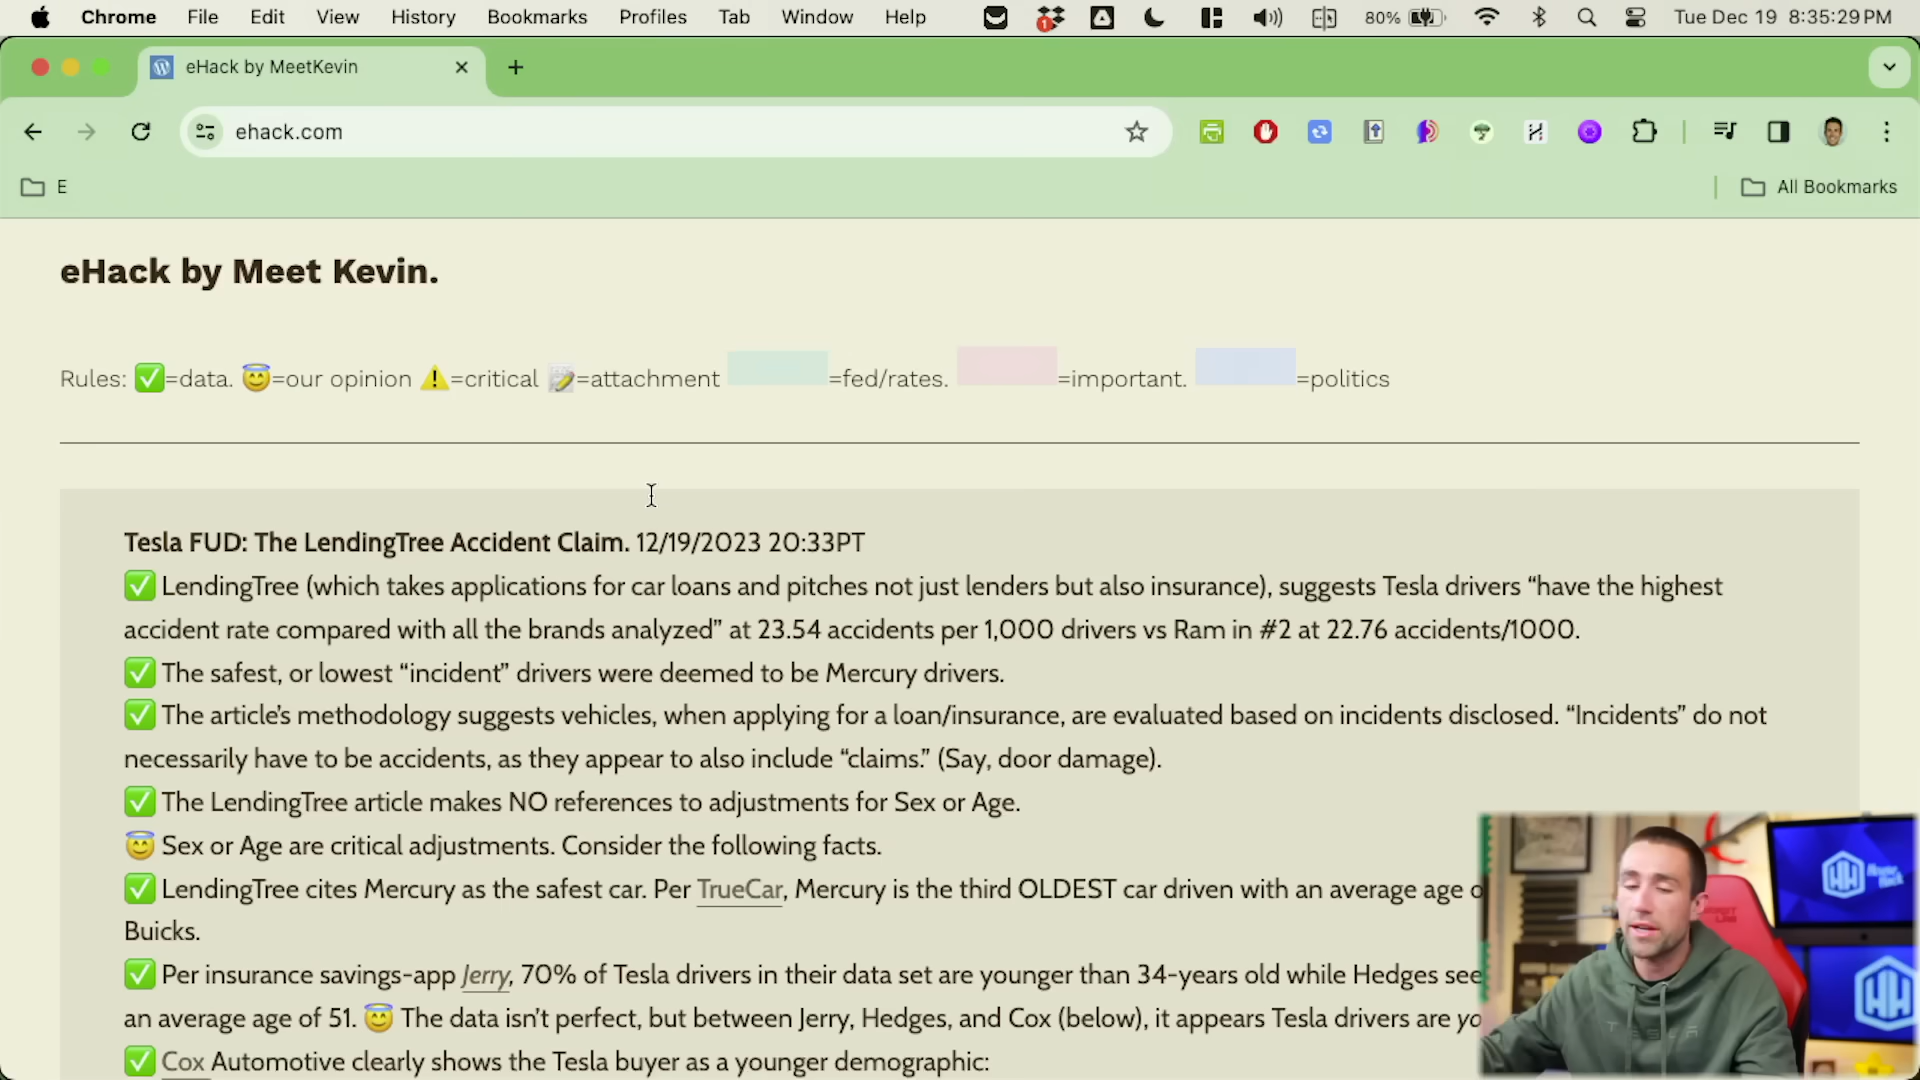 Chrome File Edit View History Bookmarks Profiles Tab Window Help 1 80% Tue Dec 19 8:35:29 PM
eHack by MeetKevin
ehack.com
E All Bookmarks
eHack by Meet Kevin.
Rules: ✅=data. 😇=our opinion ⚠️=critical 📝=attachment =fed/rates. =important. =politics
Tesla FUD: The LendingTree Accident Claim. 12/19/2023 20:33PT
✅ LendingTree (which takes applications for car loans and pitches not just lenders but also insurance), suggests Tesla drivers “have the highest
accident rate compared with all the brands analyzed” at 23.54 accidents per 1,000 drivers vs Ram in #2 at 22.76 accidents/1000.
✅ The safest, or lowest “incident” drivers were deemed to be Mercury drivers.
✅ The article’s methodology suggests vehicles, when applying for a loan/insurance, are evaluated based on incidents disclosed. “Incidents” do not
necessarily have to be accidents, as they appear to also include “claims.” (Say, door damage).
✅ The LendingTree article makes NO references to adjustments for Sex or Age.
😇 Sex or Age are critical adjustments. Consider the following facts.
✅ LendingTree cites Mercury as the safest car. Per TrueCar, Mercury is the third OLDEST car driven with an average age
Buicks.
✅ Per insurance savings-app Jerry, 70% of Tesla drivers in their data set are younger than 34-years old while Hedges see
an average age of 51. 😇 The data isn’t perfect, but between Jerry, Hedges, and Cox (below), it appears Tesla drivers are
✅ Cox Automotive clearly shows the Tesla buyer as a younger demographic: